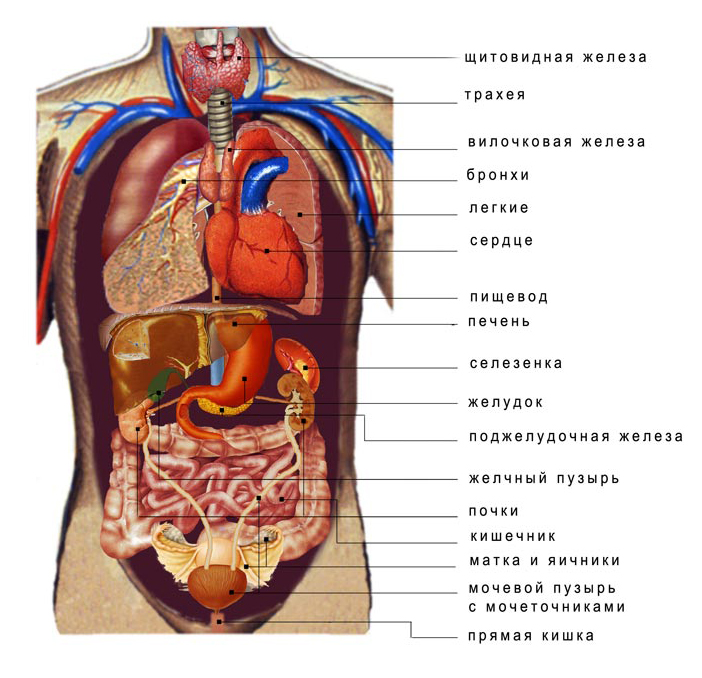 щитовидная железа
трахея
вилочковая железа
бронхи
легкие
сердце
пищевод
печень
селезенка
желудок
поджелудочная железа
желчный пузырь
почки
кишечник
матка и яичники
мочевой пузырь
с мочеточниками
прямая кишка